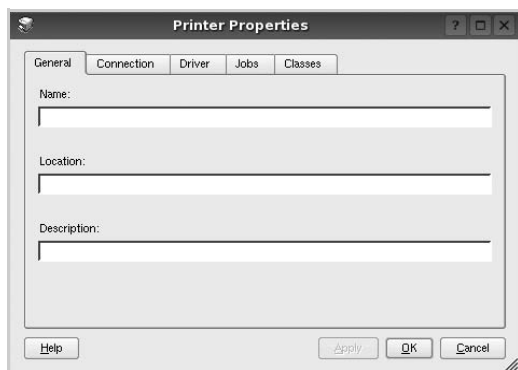 Printer Properties
General Connection Driver Jobs Classes
Name:
Location:
Description:
Help Apply OK Cancel